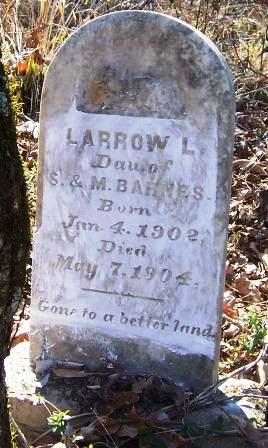 LARROW L.
Dau. of
S. & M. BARNES.
Born
Jan. 4. 1902.
Died
May 7. 1904.
Gone to a better land.